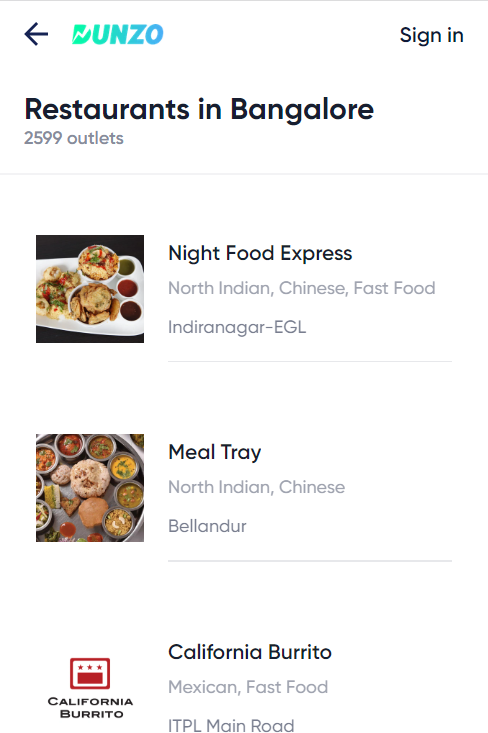 DUNZO
Sign in
Restaurants in Bangalore
2599 outlets
Night Food Express
North Indian, Chinese, Fast Food
Indiranagar-EGL
Meal Tray
North Indian, Chinese
Bellandur
CALIFORNIA
BURRITO
California Burrito
Mexican, Fast Food
ITPL Main Road